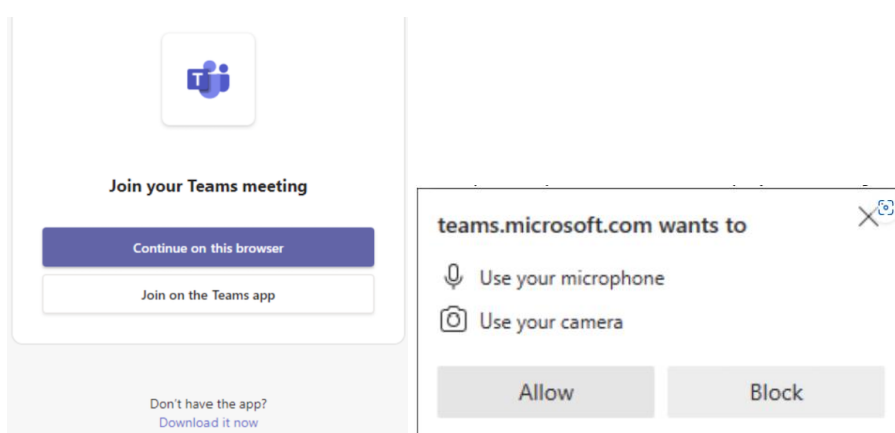 T
Join your Teams meeting
Continue on this browser
Join on the Teams app
Don't have the app?
Download it now
teams.microsoft.com wants to
Use your microphone
Use your camera
Allow
Block